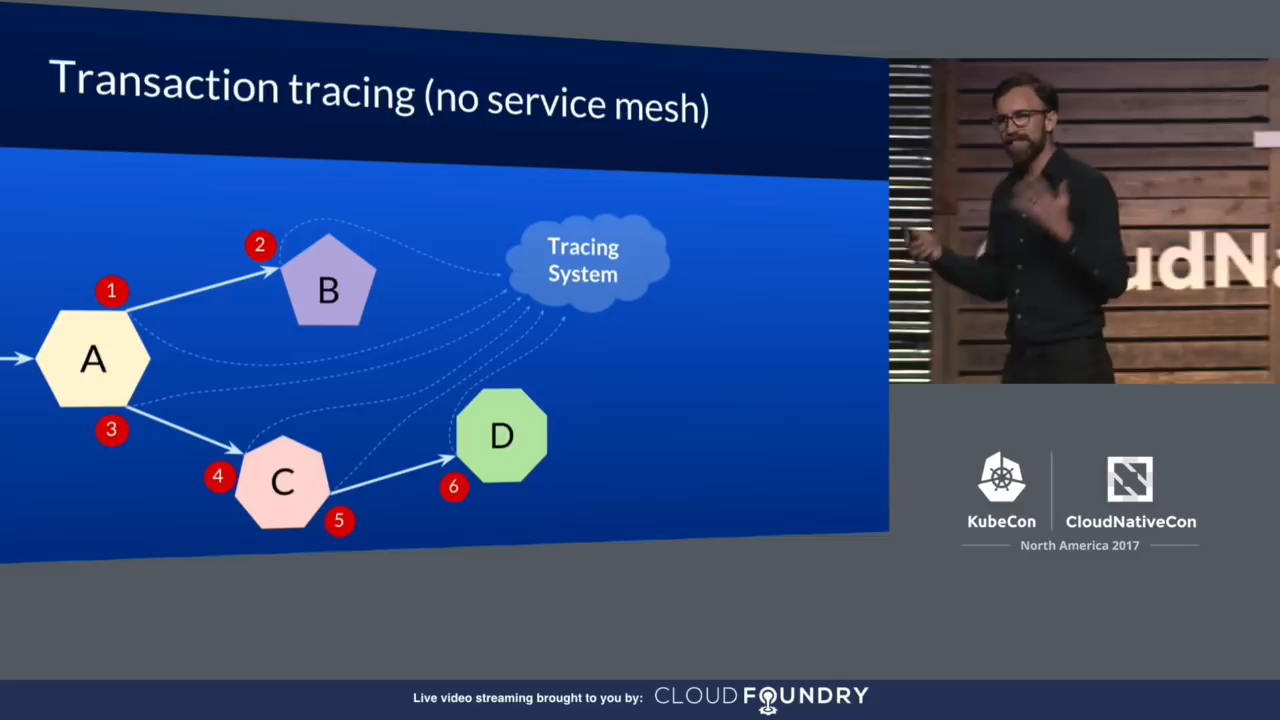 Transaction tracing (no service mesh)
2
Tracing
System
1
B
A
D
3
4
C
6
5
udNa
KubeCon
CloudNativeCon
North America 2017
Live video streaming brought to you by: CLOUD FOUNDRY